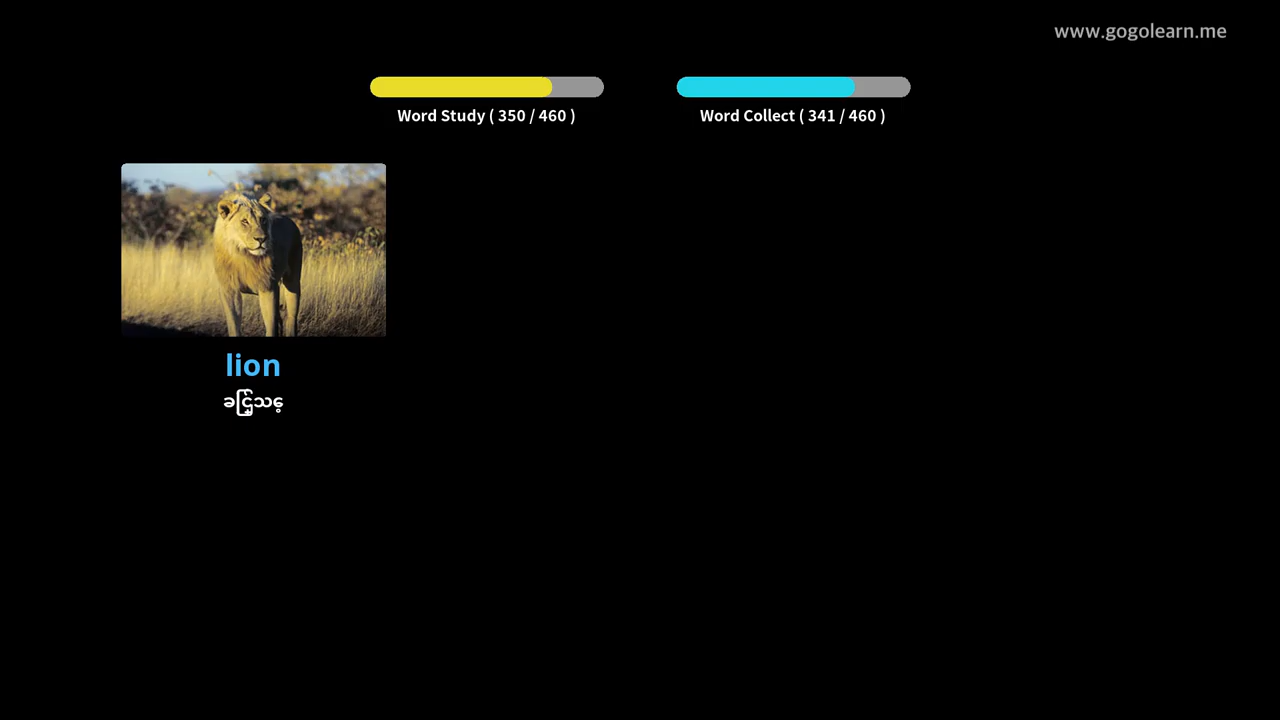 www.gogolearn.me
Word Study ( 350 / 460 )
Word Collect ( 341 / 460 )
lion
ခြင်္သေ့